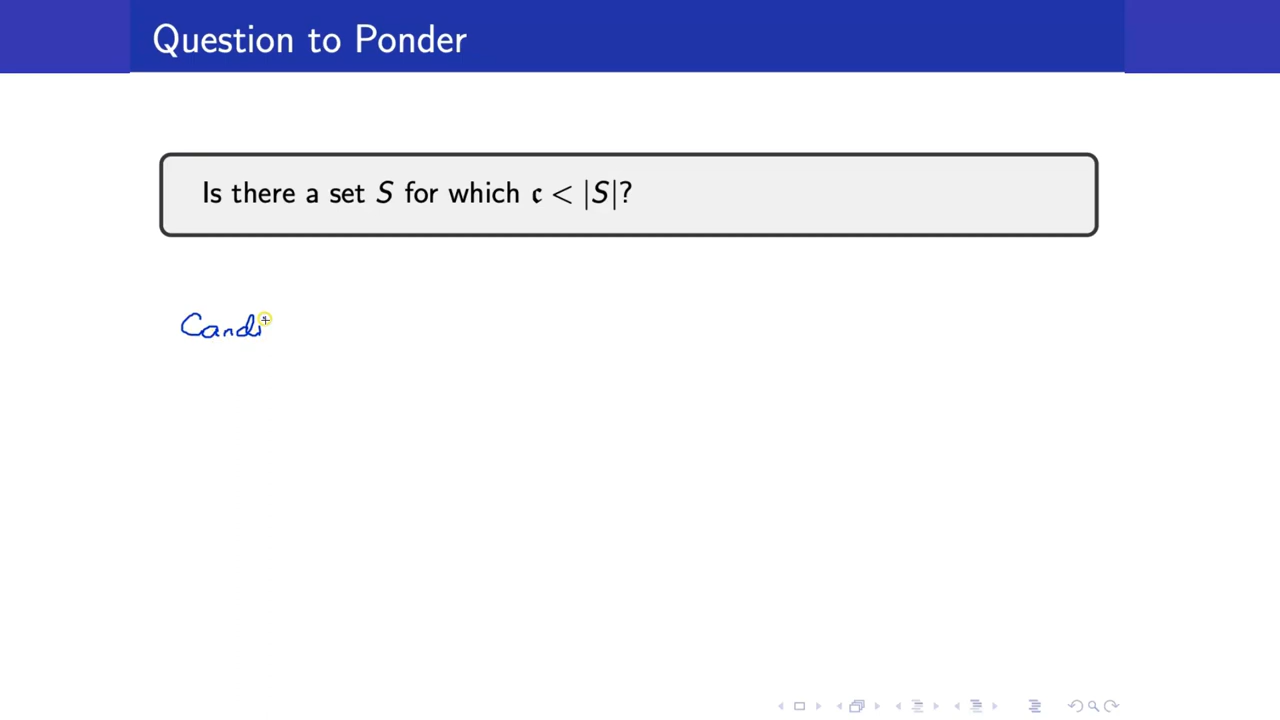 Question to Ponder
Is there a set S for which 𝔠 < |S|?
Candi